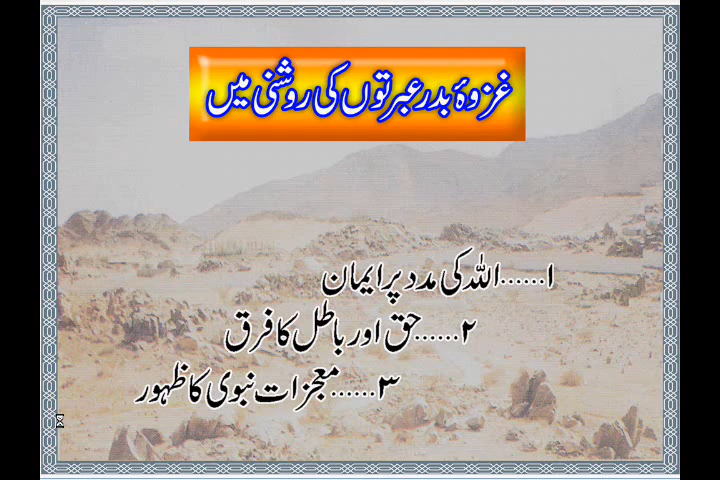 غزوۂ بدر عبرتوں کی روشنی میں
۱......اللہ کی مدد پر ایمان
۲......حق اور باطل کا فرق
۳......معجزات نبوی کا ظہور